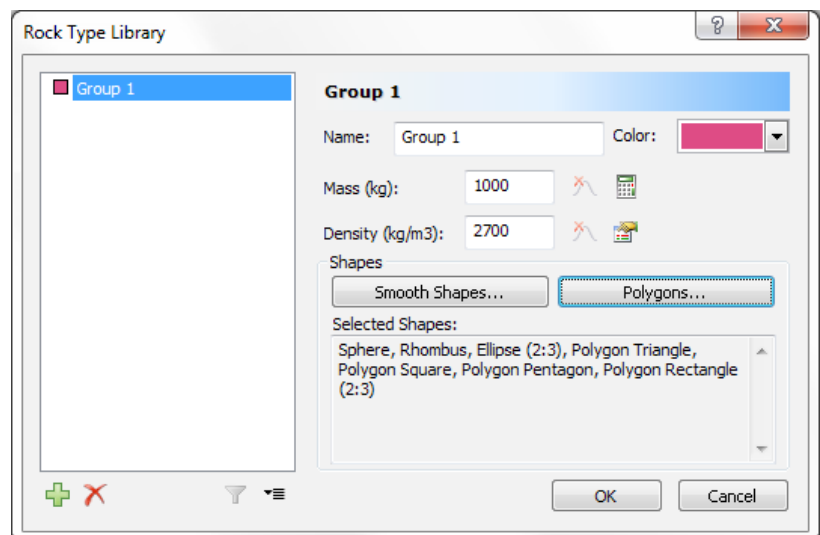 Rock Type Library
Group 1
Group 1
Name: Group 1 Color:
Mass (kg): 1000
Density (kg/m3): 2700
Shapes
Smooth Shapes... Polygons...
Selected Shapes:
Sphere, Rhombus, Ellipse (2:3), Polygon Triangle,
Polygon Square, Polygon Pentagon, Polygon Rectangle
(2:3)
OK Cancel